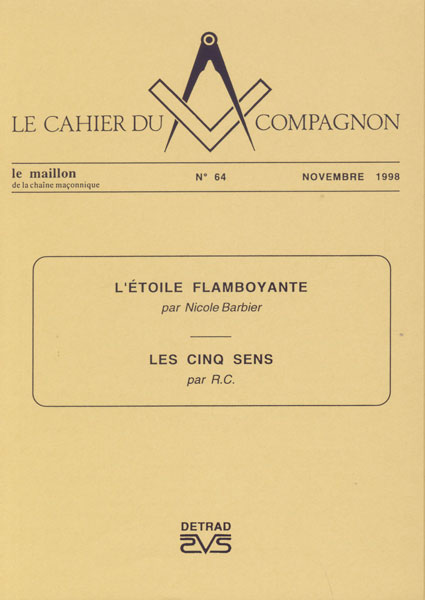 LE CAHIER DU COMPAGNON
le maillon
de la chaîne maçonnique
N° 64
NOVEMBRE 1998
L'ÉTOILE FLAMBOYANTE
par Nicole Barbier
LES CINQ SENS
par R.C.
DETRAD